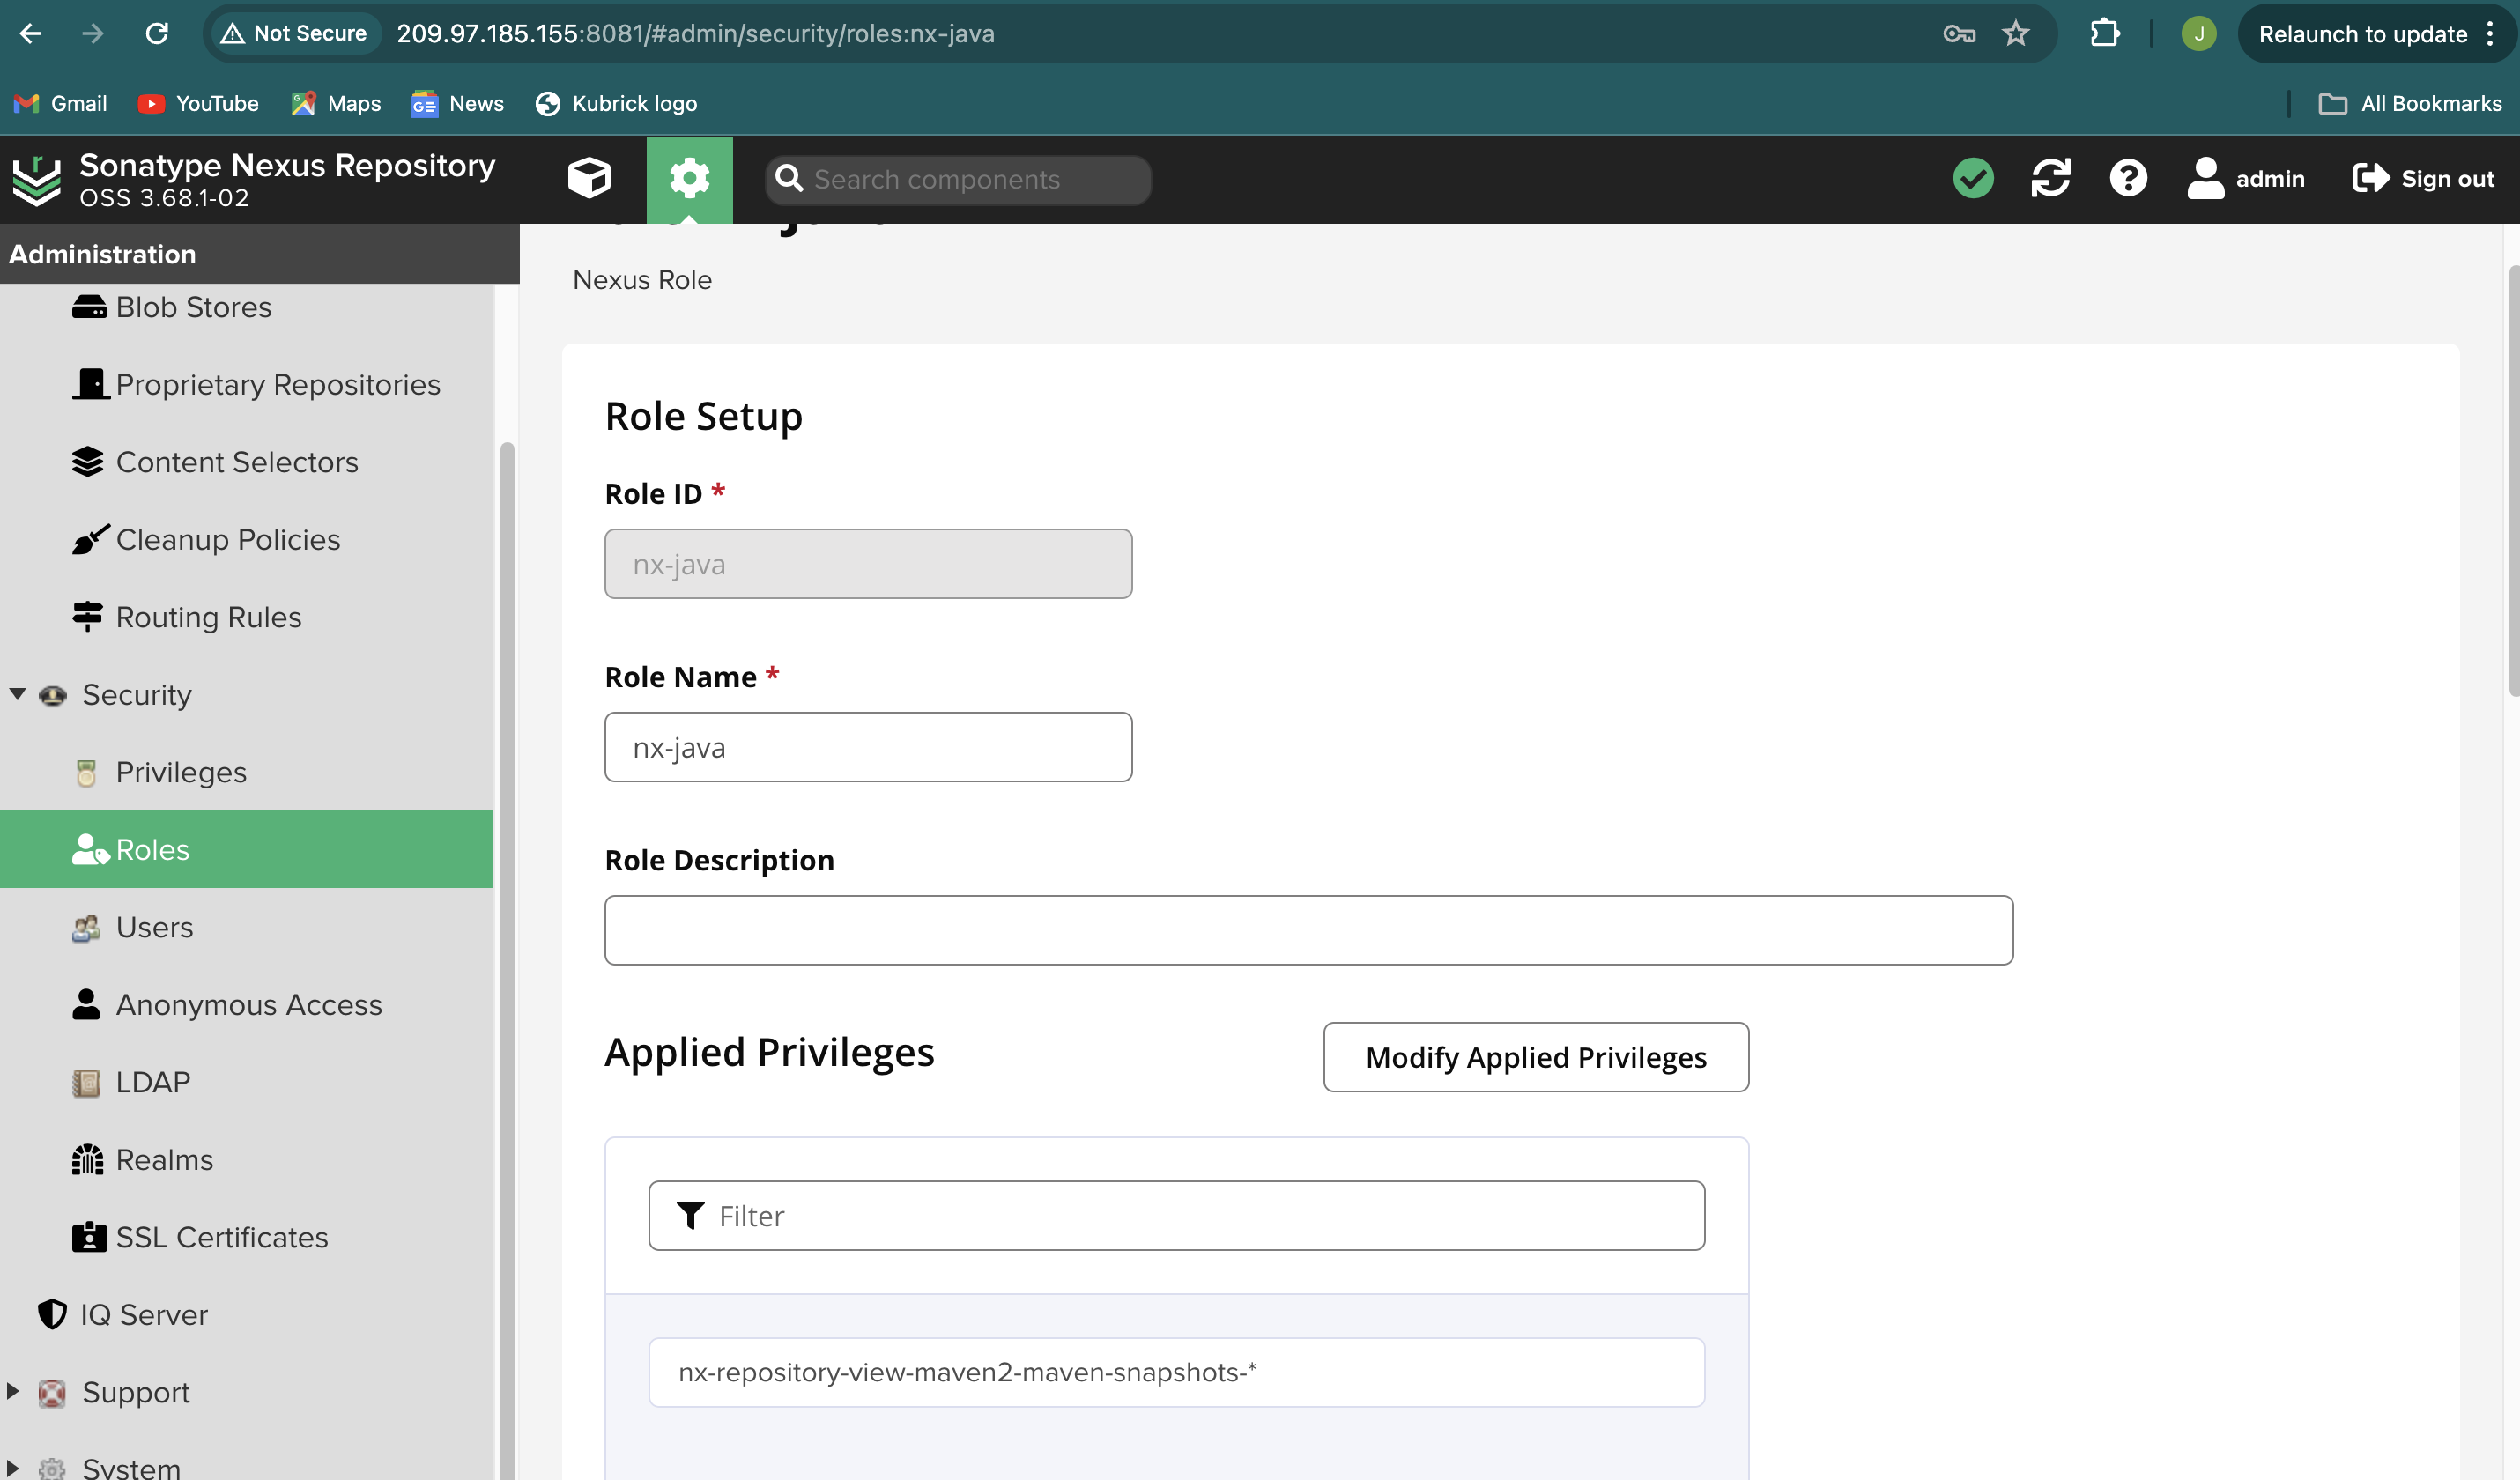 Not Secure
209.97.185.155:8081/#admin/security/roles:nx-java
J
Relaunch to update
Gmail
YouTube
Maps
News
Kubrick logo
All Bookmarks
Sonatype Nexus Repository
OSS 3.68.1-02
Search components
admin
Sign out
Administration
Blob Stores
Proprietary Repositories
Content Selectors
Cleanup Policies
Routing Rules
Security
Privileges
Roles
Users
Anonymous Access
LDAP
Realms
SSL Certificates
IQ Server
Support
System
Nexus Role
Role Setup
Role ID *
nx-java
Role Name *
nx-java
Role Description
Applied Privileges
Modify Applied Privileges
Filter
nx-repository-view-maven2-maven-snapshots-*